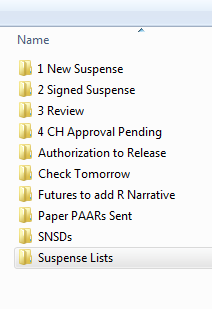 Name
1 New Suspense
2 Signed Suspense
3 Review
4 CH Approval Pending
Authorization to Release
Check Tomorrow
Futures to add R Narrative
Paper PAARs Sent
SNSDs
Suspense Lists